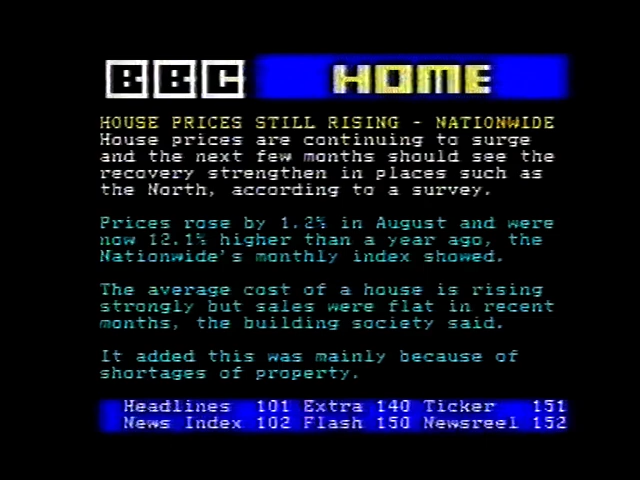 BBC HOME
HOUSE PRICES STILL RISING - NATIONWIDE
House prices are continuing to surge
and the next few months should see the
recovery strengthen in places such as
the North, according to a survey.
Prices rose by 1.2% in August and were
now 12.1% higher than a year ago, the
Nationwide's monthly index showed.
The average cost of a house is rising
strongly but sales were flat in recent
months, the building society said.
It added this was mainly because of
shortages of property.
Headlines 101 Extra 140 Ticker 151
News Index 102 Flash 150 Newsreel 152